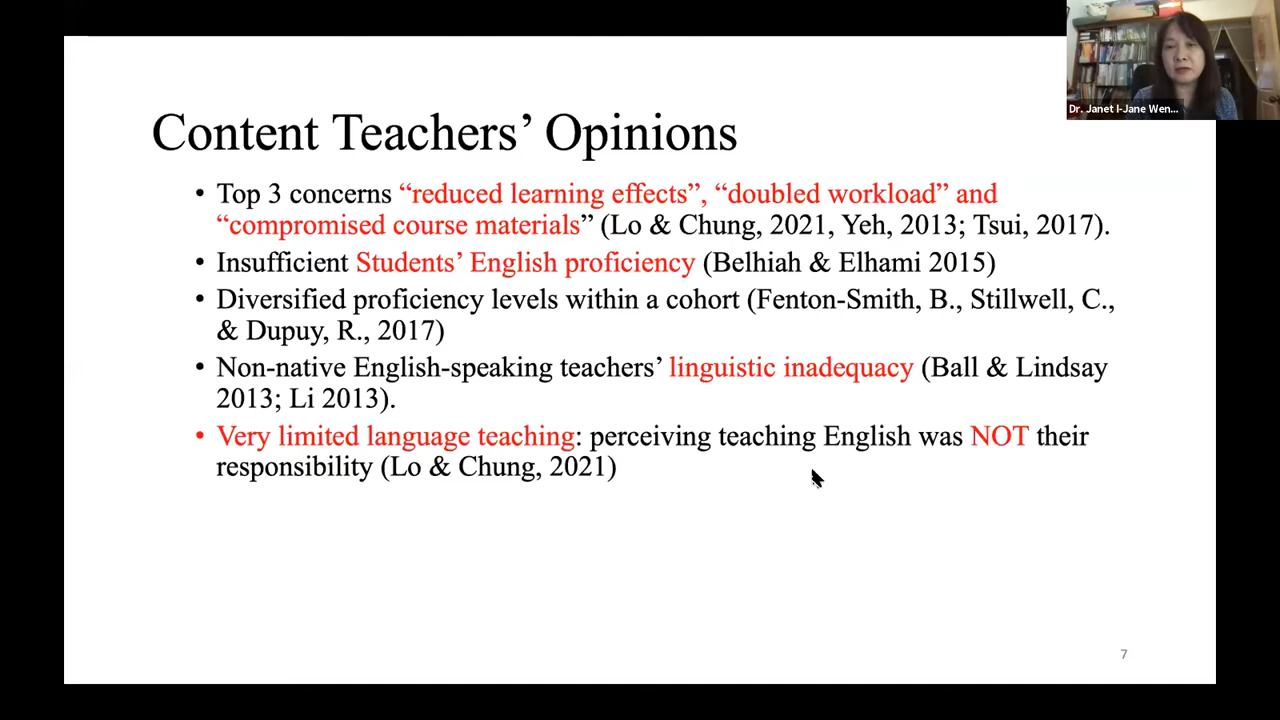 Dr. Janet I-Jane Wen...
Content Teachers’ Opinions
• Top 3 concerns “reduced learning effects”, “doubled workload” and
“compromised course materials” (Lo & Chung, 2021, Yeh, 2013; Tsui, 2017).
• Insufficient Students’ English proficiency (Belhiah & Elhami 2015)
• Diversified proficiency levels within a cohort (Fenton-Smith, B., Stillwell, C.,
& Dupuy, R., 2017)
• Non-native English-speaking teachers’ linguistic inadequacy (Ball & Lindsay
2013; Li 2013).
• Very limited language teaching: perceiving teaching English was NOT their
responsibility (Lo & Chung, 2021)
7